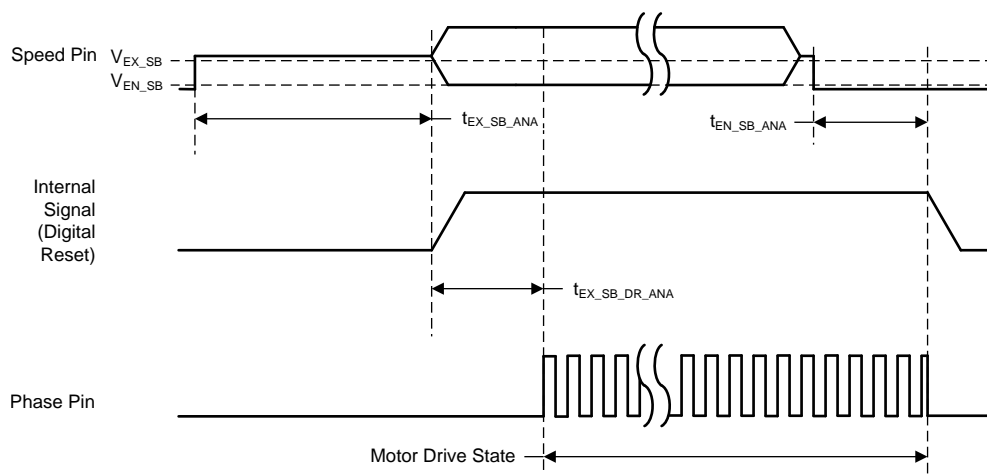 Speed Pin
V_EX_SB
V_EN_SB
t_EX_SB_ANA
t_EN_SB_ANA
Internal
Signal
(Digital
Reset)
t_EX_SB_DR_ANA
Phase Pin
Motor Drive State